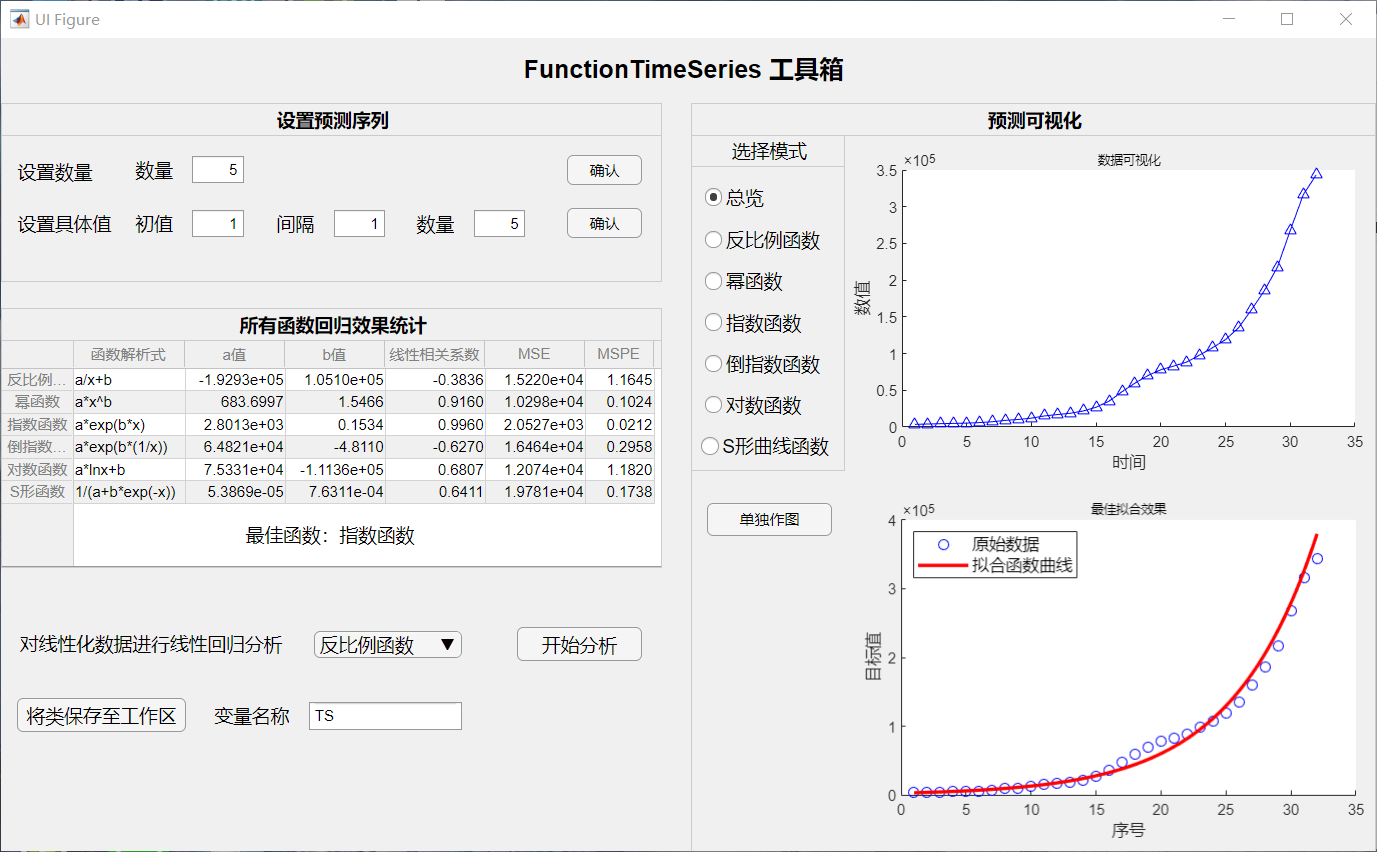 UI Figure
FunctionTimeSeries 工具箱
设置预测序列
设置数量 数量 5 确认
设置具体值 初值 1 间隔 1 数量 5 确认
所有函数回归效果统计
函数解析式 a值 b值 线性相关系数 MSE MSPE
反比例... a/x+b -1.9293e+05 1.0510e+05 -0.3836 1.5220e+04 1.1645
幂函数 a*x^b 683.6997 1.5466 0.9160 1.0298e+04 0.1024
指数函数 a*exp(b*x) 2.8013e+03 0.1534 0.9960 2.0527e+03 0.0212
倒指数... a*exp(b*(1/x)) 6.4821e+04 -4.8110 -0.6270 1.6464e+04 0.2958
对数函数 a*lnx+b 7.5331e+04 -1.1136e+05 0.6807 1.2074e+04 1.1820
S形函数 1/(a+b*exp(-x)) 5.3869e-05 7.6311e-04 0.6411 1.9781e+04 0.1738
最佳函数：指数函数
对线性化数据进行线性回归分析 反比例函数 开始分析
将类保存至工作区 变量名称 TS
预测可视化
选择模式
总览
反比例函数
幂函数
指数函数
倒指数函数
对数函数
S形曲线函数
单独作图
数据可视化
×10^5
3.5
3
2.5
2
1.5
1
0.5
0
数值
0 5 10 15 20 25 30 35
时间
最佳拟合效果
×10^5
原始数据
拟合函数曲线
4
3
2
1
0
目标值
0 5 10 15 20 25 30 35
序号